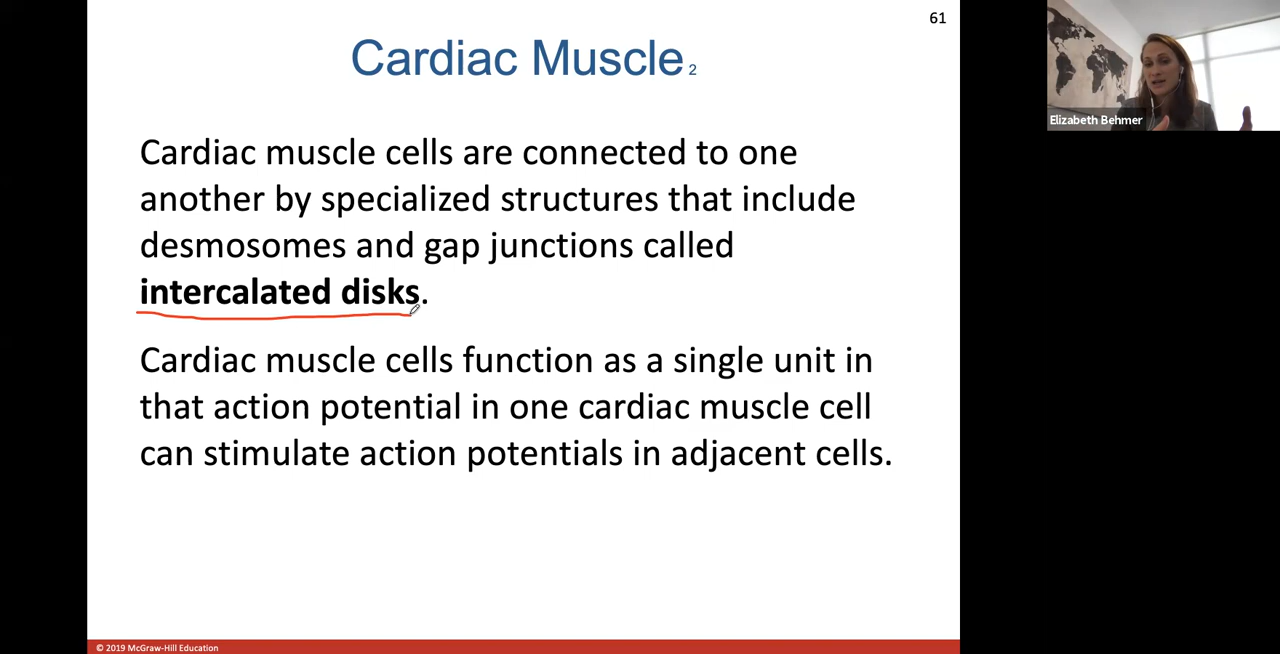 61
Cardiac Muscle 2
Elizabeth Behmer
Cardiac muscle cells are connected to one
another by specialized structures that include
desmosomes and gap junctions called
intercalated disks.
Cardiac muscle cells function as a single unit in
that action potential in one cardiac muscle cell
can stimulate action potentials in adjacent cells.
© 2019 McGraw-Hill Education